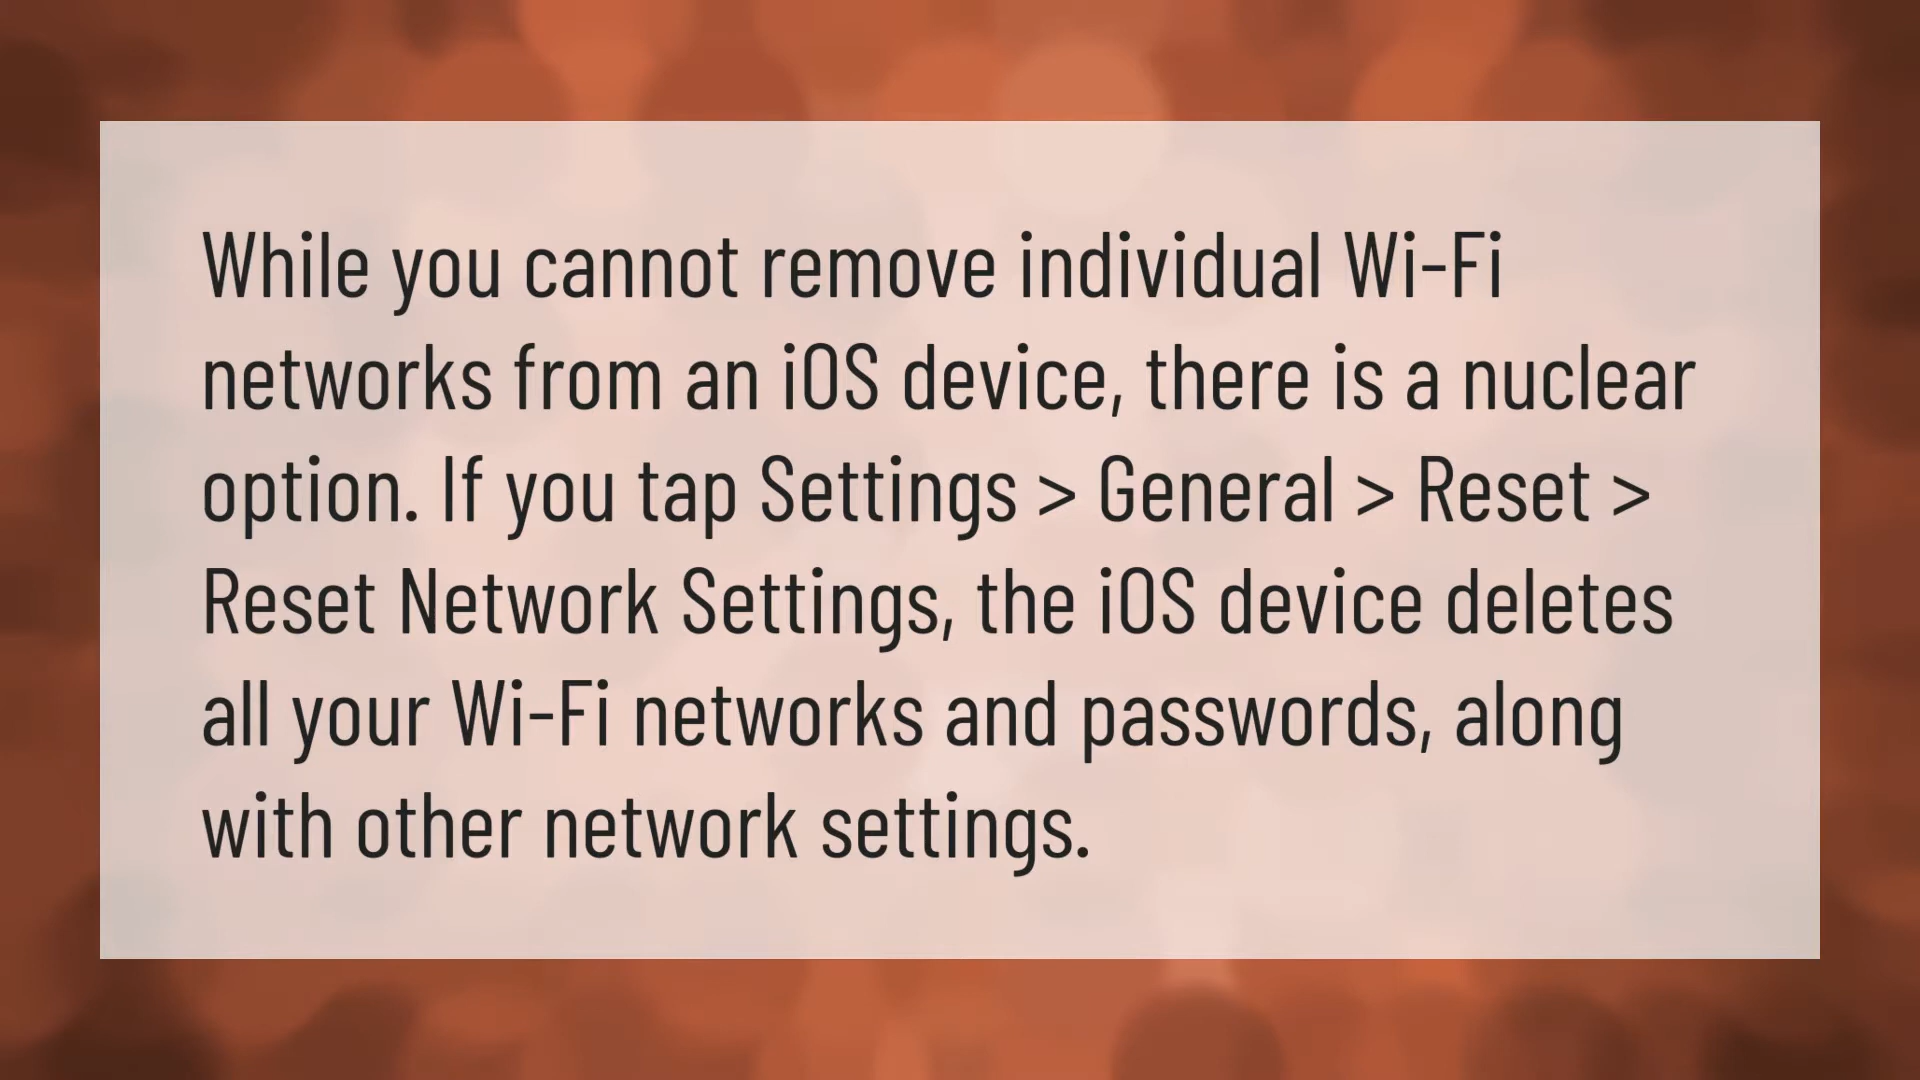 While you cannot remove individual Wi-Fi
networks from an iOS device, there is a nuclear
option. If you tap Settings > General > Reset >
Reset Network Settings, the iOS device deletes
all your Wi-Fi networks and passwords, along
with other network settings.